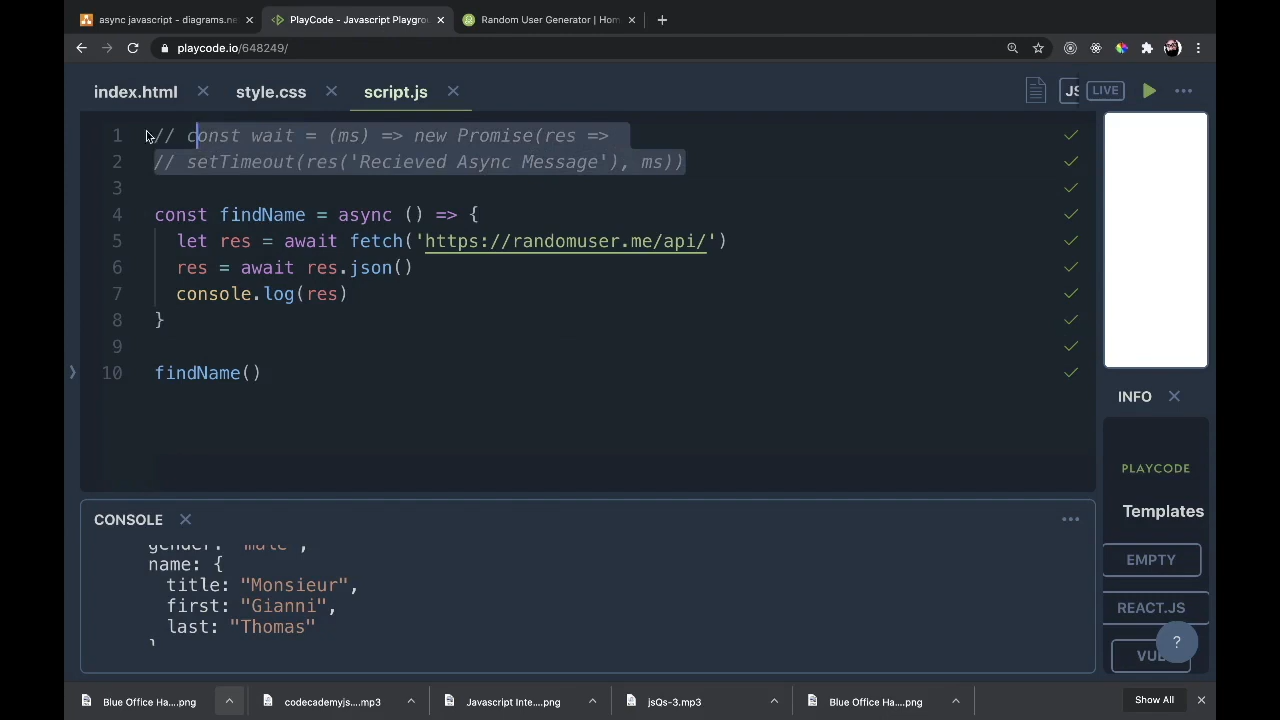 async javascript - diagrams.ne
PlayCode - Javascript Playgro
Random User Generator | Hom
playcode.io/648249/
index.html
style.css
script.js
JS
LIVE
1 // const wait = (ms) => new Promise(res =>
2 // setTimeout(res('Recieved Async Message'), ms))
3
4 const findName = async () => {
5 let res = await fetch('https://randomuser.me/api/')
6 res = await res.json()
7 console.log(res)
8 }
9
10 findName()
INFO
PLAYCODE
Templates
EMPTY
REACT.JS
VUE
?
CONSOLE
gender: "male",
name: {
title: "Monsieur",
first: "Gianni",
last: "Thomas"
}
Blue Office Ha....png
codecademyjs....mp3
Javascript Inte....png
jsQs-3.mp3
Blue Office Ha....png
Show All